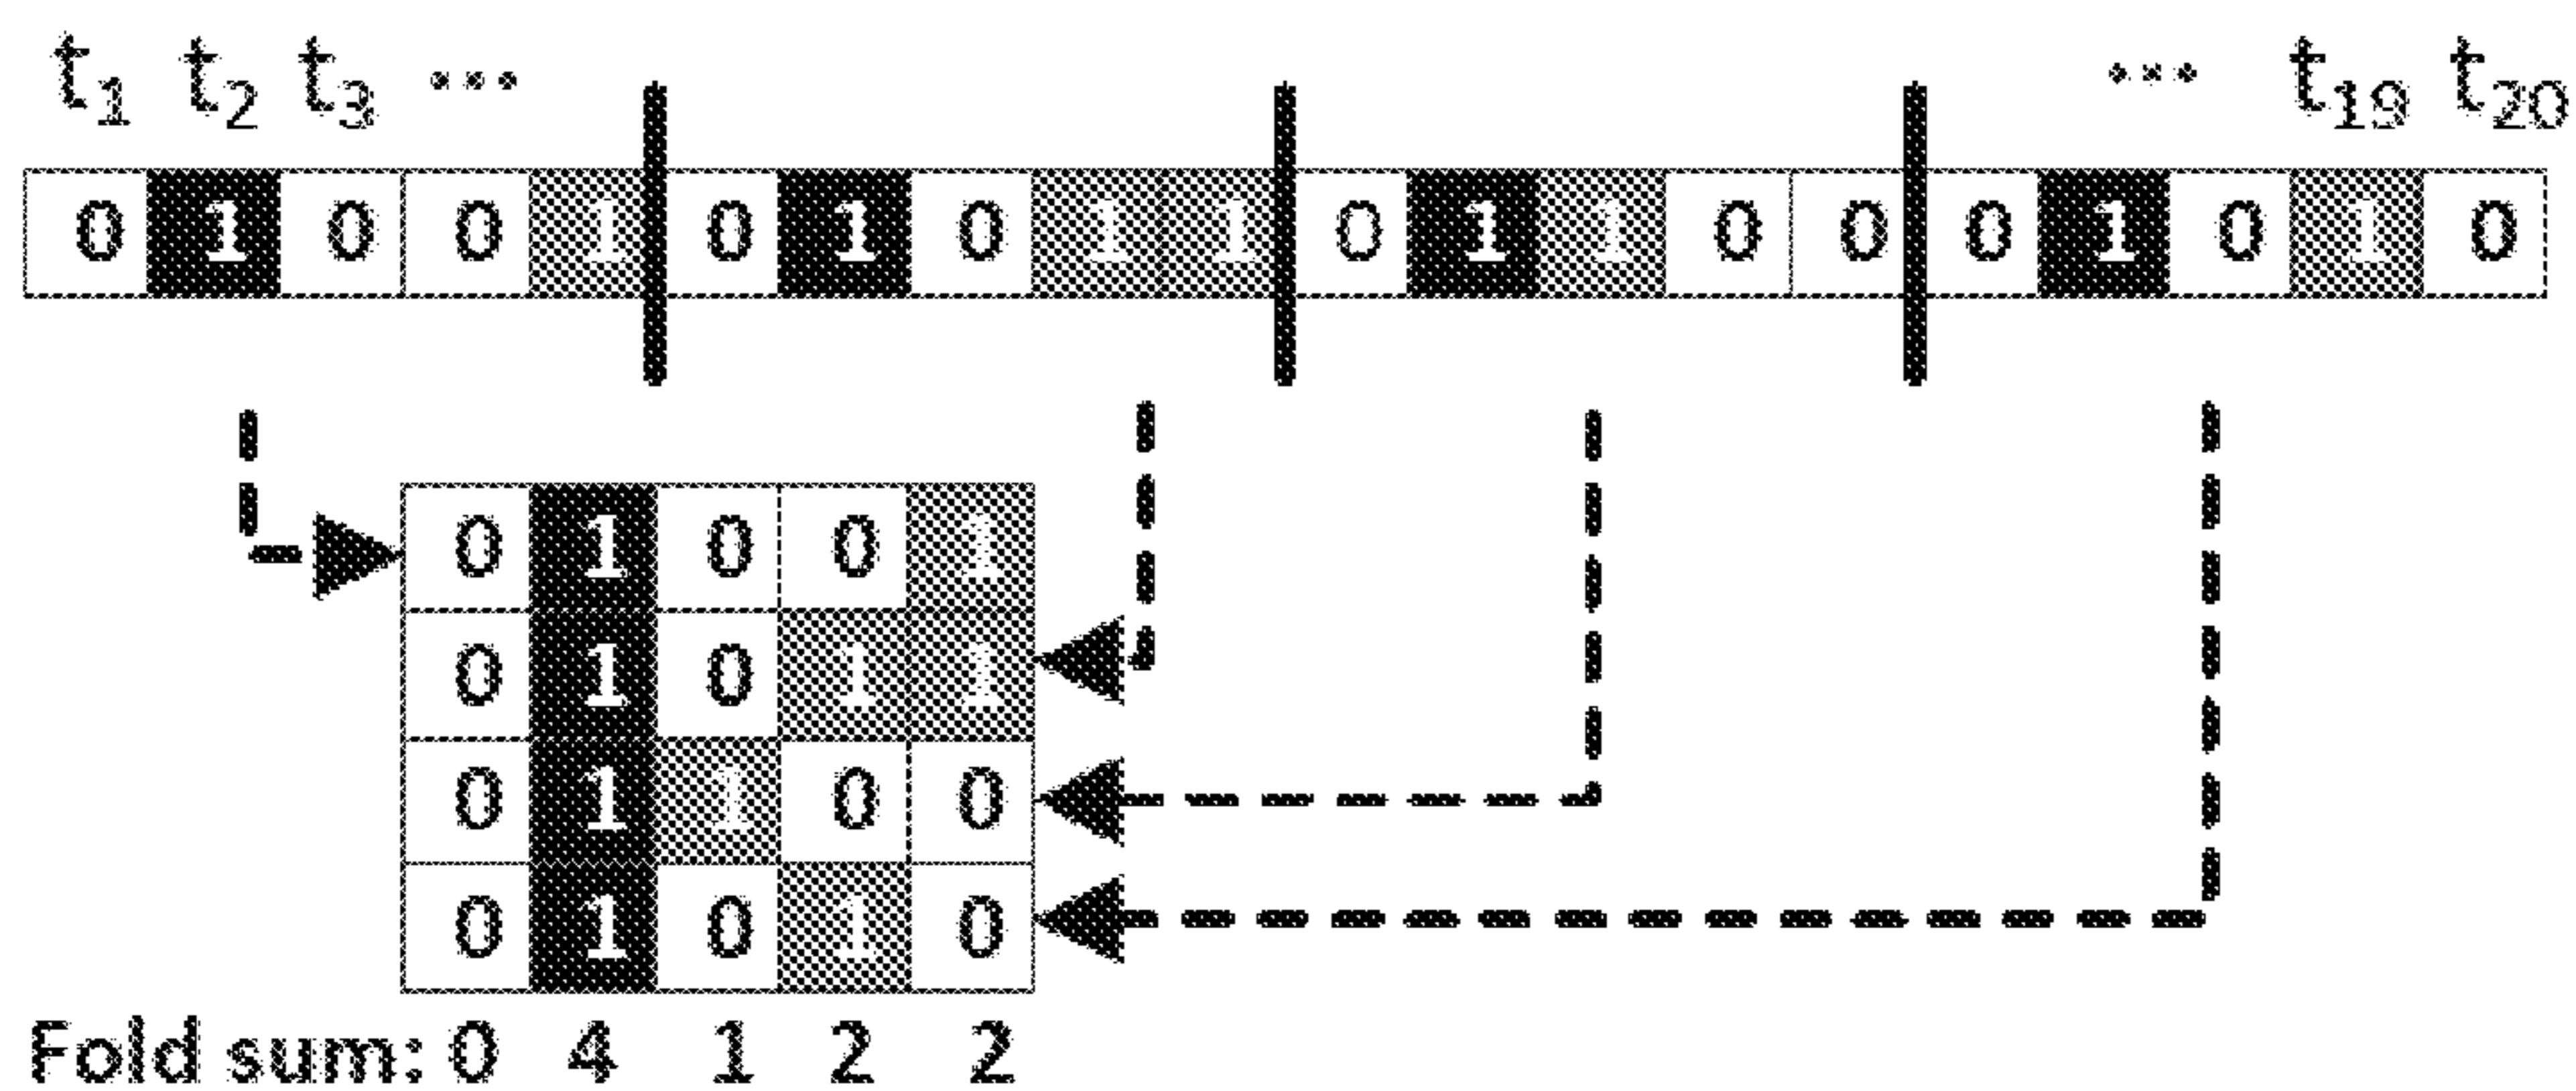 t1 t2 t3 ... ... t19 t20
0 1 0 0 1 0 1 0 1 1 0 1 1 0 0 0 1 0 1 0
0 1 0 0 1
0 1 0 1 1
0 1 1 0 0
0 1 0 1 0
Fold sum: 0 4 1 2 2